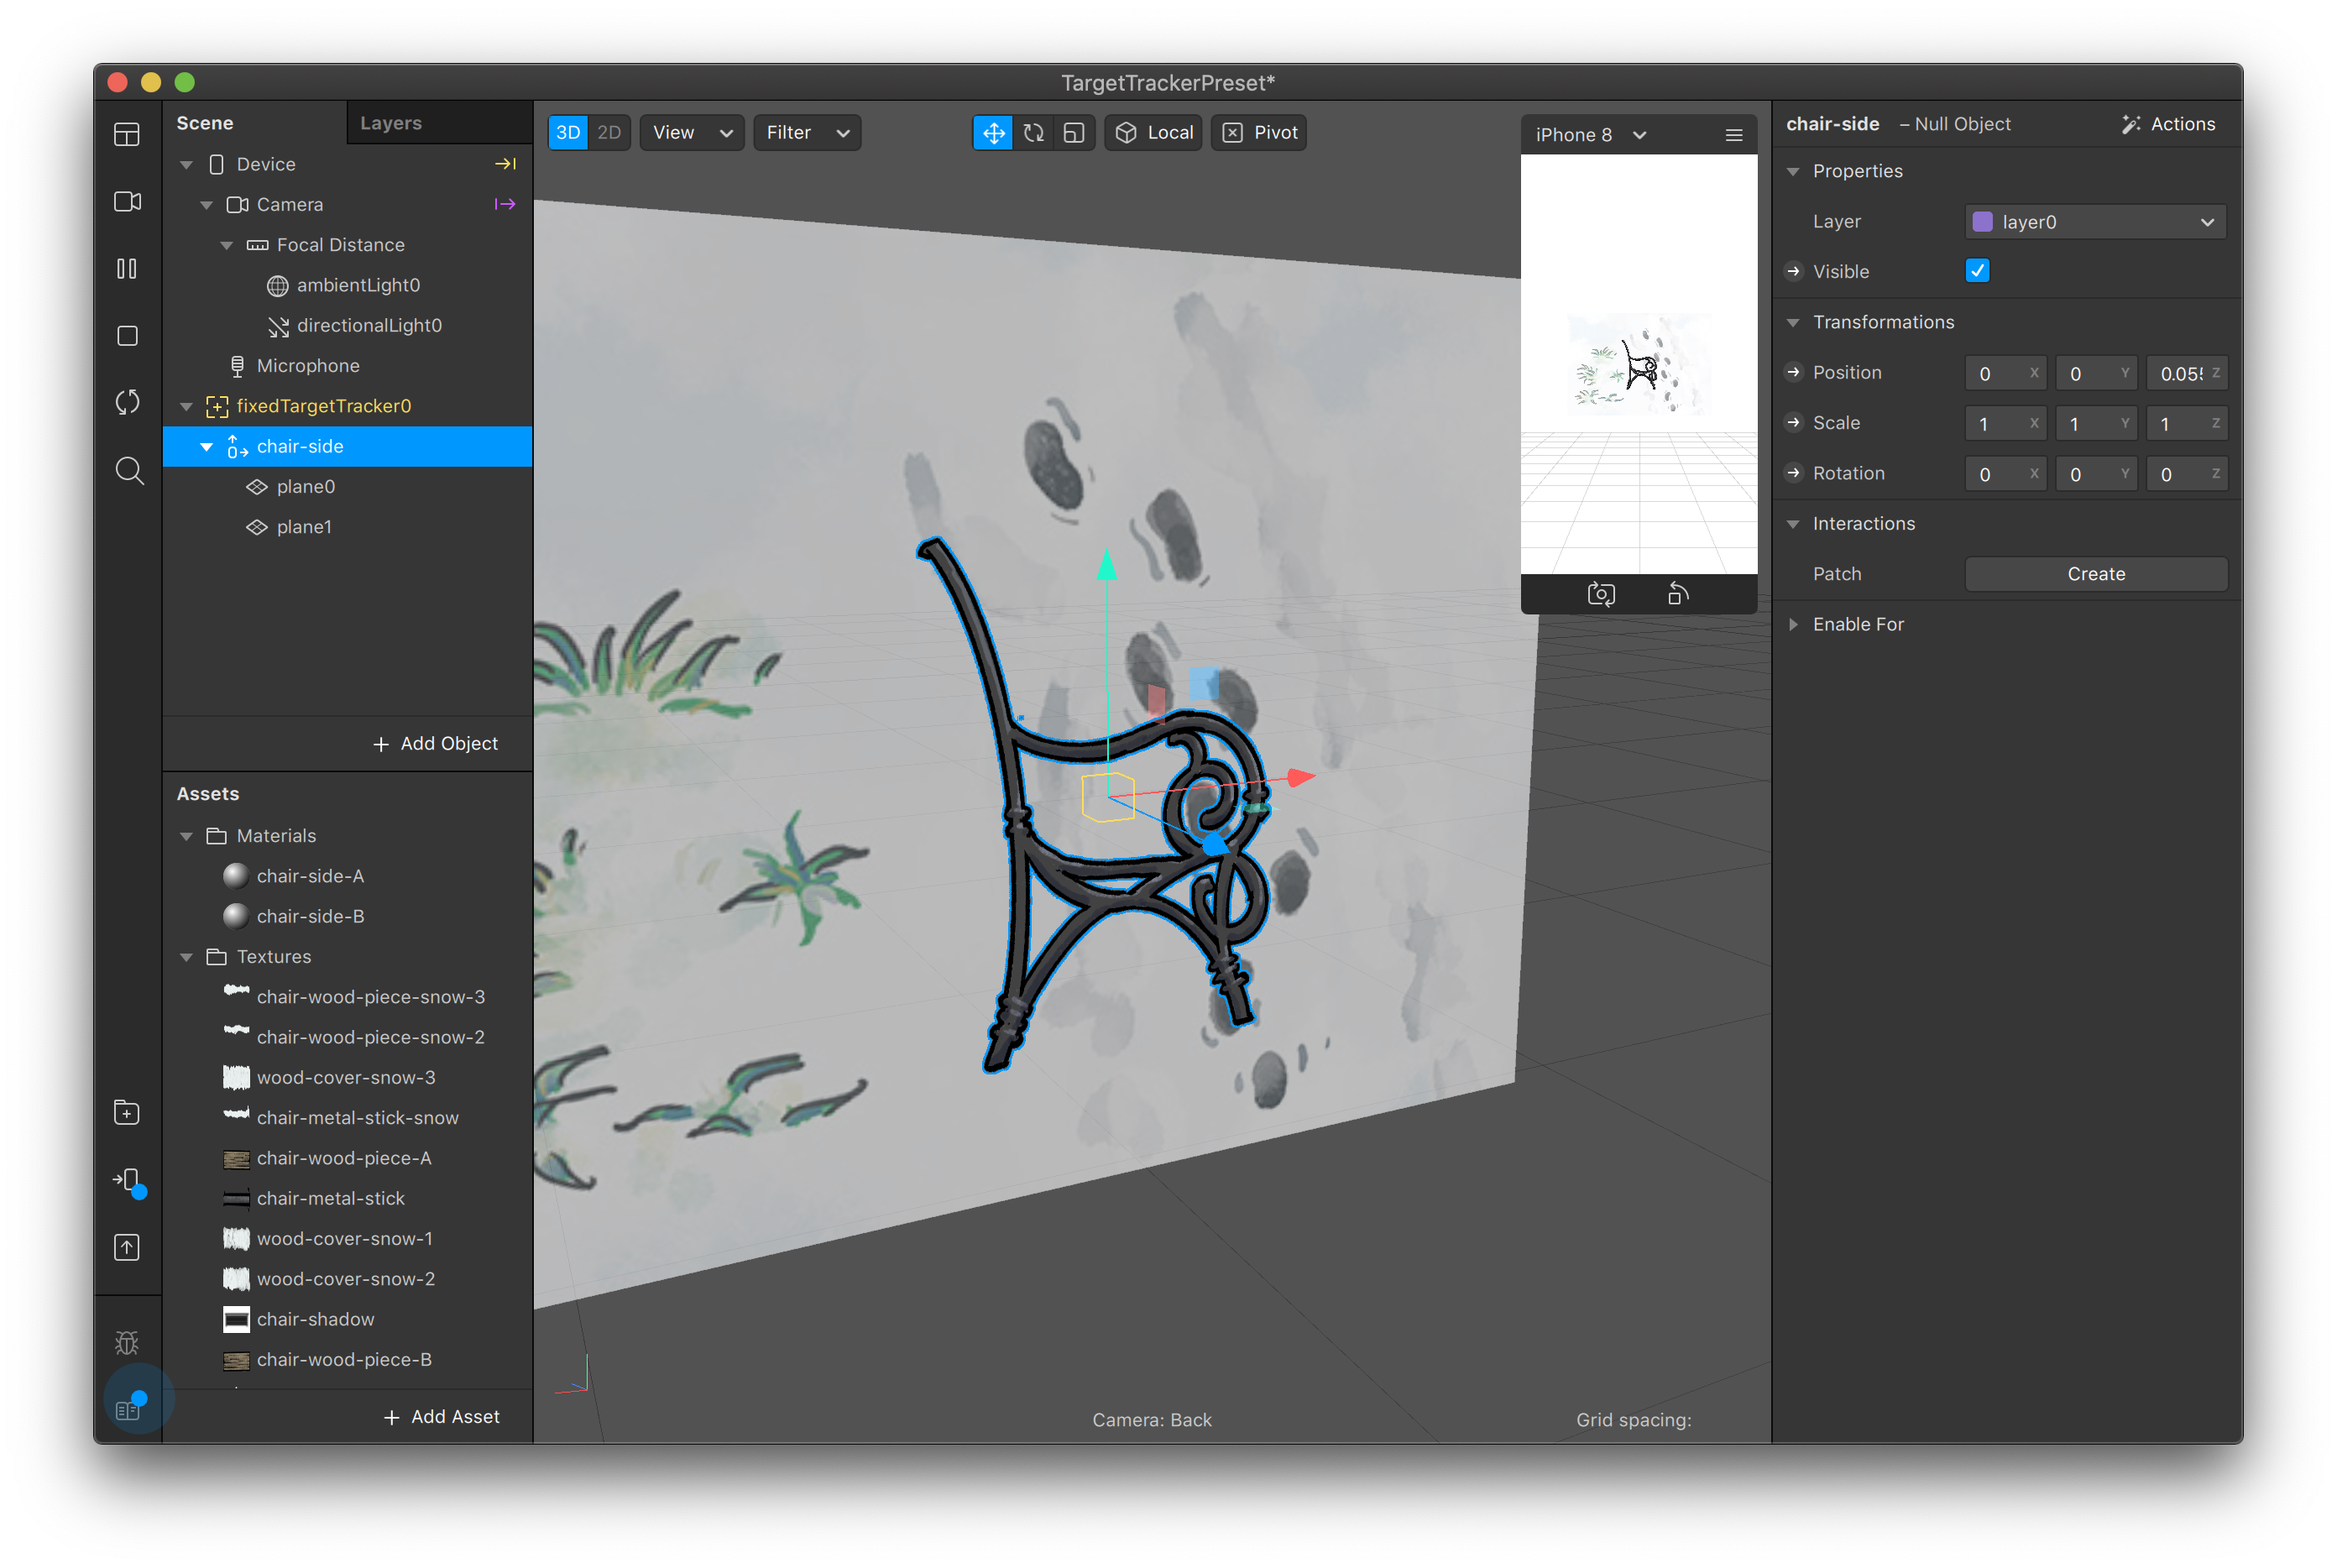 TargetTrackerPreset*
Scene
Layers
Device
Camera
Focal Distance
ambientLight0
directionalLight0
Microphone
fixedTargetTracker0
chair-side
plane0
plane1
+ Add Object
Assets
Materials
chair-side-A
chair-side-B
Textures
chair-wood-piece-snow-3
chair-wood-piece-snow-2
wood-cover-snow-3
chair-metal-stick-snow
chair-wood-piece-A
chair-metal-stick
wood-cover-snow-1
wood-cover-snow-2
chair-shadow
chair-wood-piece-B
+ Add Asset
3D 2D View Filter Local Pivot
iPhone 8
Camera: Back
Grid spacing:
chair-side – Null Object Actions
Properties
Layer layer0
Visible
Transformations
Position 0 X 0 Y 0.05 Z
Scale 1 X 1 Y 1 Z
Rotation 0 X 0 Y 0 Z
Interactions
Patch Create
Enable For